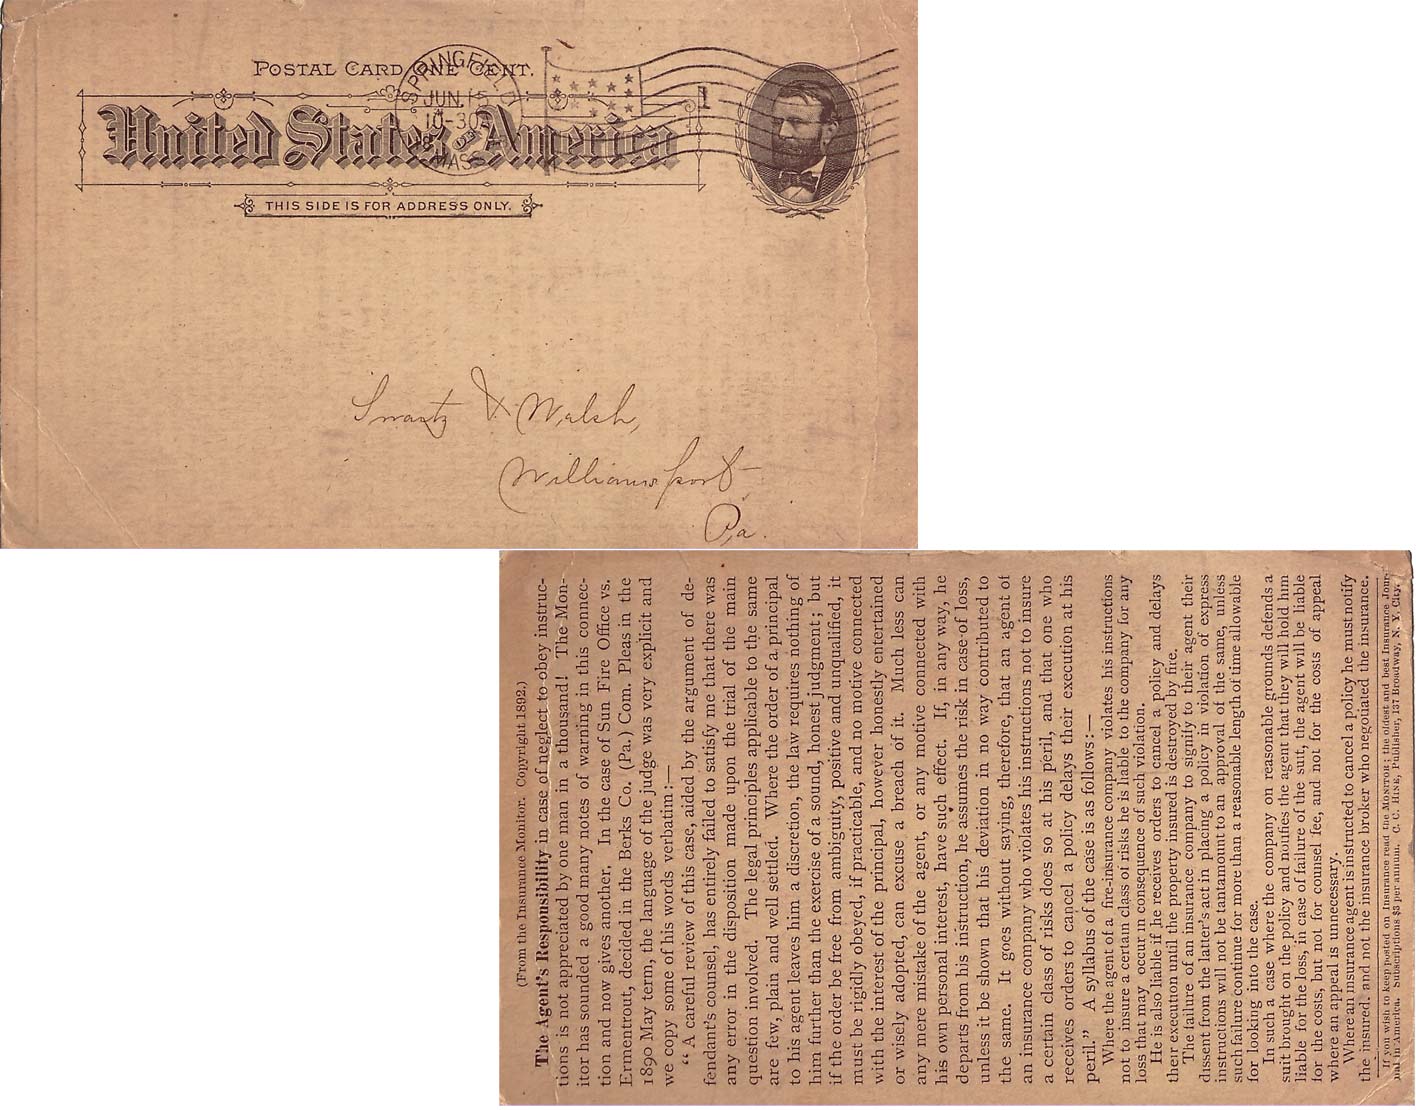 POSTAL CARD ONE CENT.
SPRINGFIELD
JUN. 15
10-30A
MASS.
1
United States of America
THIS SIDE IS FOR ADDRESS ONLY.
Swartz & Walsh,
Williamsport
Pa.
(From the Insurance Monitor. Copyright 1892.)
The Agent's Responsibility in case of neglect to obey instruc-
tions is not appreciated by one man in a thousand! The Mon-
itor has sounded a good many notes of warning in this connec-
tion and now gives another. In the case of Sun Fire Office vs.
Ermentrout, decided in the Berks Co. (Pa.) Com. Pleas in the
1890 May term, the language of the judge was very explicit and
we copy some of his words verbatim:—
"A careful review of this case, aided by the argument of de-
fendant's counsel, has entirely failed to satisfy me that there was
any error in the disposition made upon the trial of the main
question involved. The legal principles applicable to the same
are few, plain and well settled. Where the order of a principal
to his agent leaves him a discretion, the law requires nothing of
him further than the exercise of a sound, honest judgment; but
if the order be free from ambiguity, positive and unqualified, it
must be rigidly obeyed, if practicable, and no motive connected
with the interest of the principal, however honestly entertained
or wisely adopted, can excuse a breach of it. Much less can
any mere mistake of the agent, or any motive connected with
his own personal interest, have such effect. If, in any way, he
departs from his instruction, he assumes the risk in case of loss,
unless it be shown that his deviation in no way contributed to
the same. It goes without saying, therefore, that an agent of
an insurance company who violates his instructions not to insure
a certain class of risks does so at his peril, and that one who
receives orders to cancel a policy delays their execution at his
peril." A syllabus of the case is as follows:—
Where the agent of a fire-insurance company violates his instructions
not to insure a certain class of risks he is liable to the company for any
loss that may occur in consequence of such violation.
He is also liable if he receives orders to cancel a policy and delays
their execution until the property insured is destroyed by fire.
The failure of an insurance company to signify to their agent their
dissent from the latter's act in placing a policy in violation of express
instructions will not be tantamount to an approval of the same, unless
such failure continue for more than a reasonable length of time allowable
for looking into the case.
In such a case where the company on reasonable grounds defends a
suit brought on the policy and notifies the agent that they will hold him
liable for the loss, in case of failure of the suit, the agent will be liable
for the costs, but not for counsel fee, and not for the costs of appeal
where an appeal is unnecessary.
Where an insurance agent is instructed to cancel a policy he must notify
the insured, and not the insurance broker who negotiated the insurance.
If you wish to keep posted on Insurance read the MONITOR; the oldest and best Insurance Jour-
nal in America. Subscriptions $3 per annum. C. C. HINE, Publisher, 137 Broadway, N. Y. City.